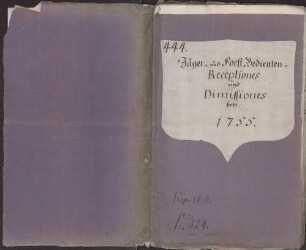 444.
Jäger- und Forst-Bedienten-
Receptiones
und
Dimissiones
betr.
1755.